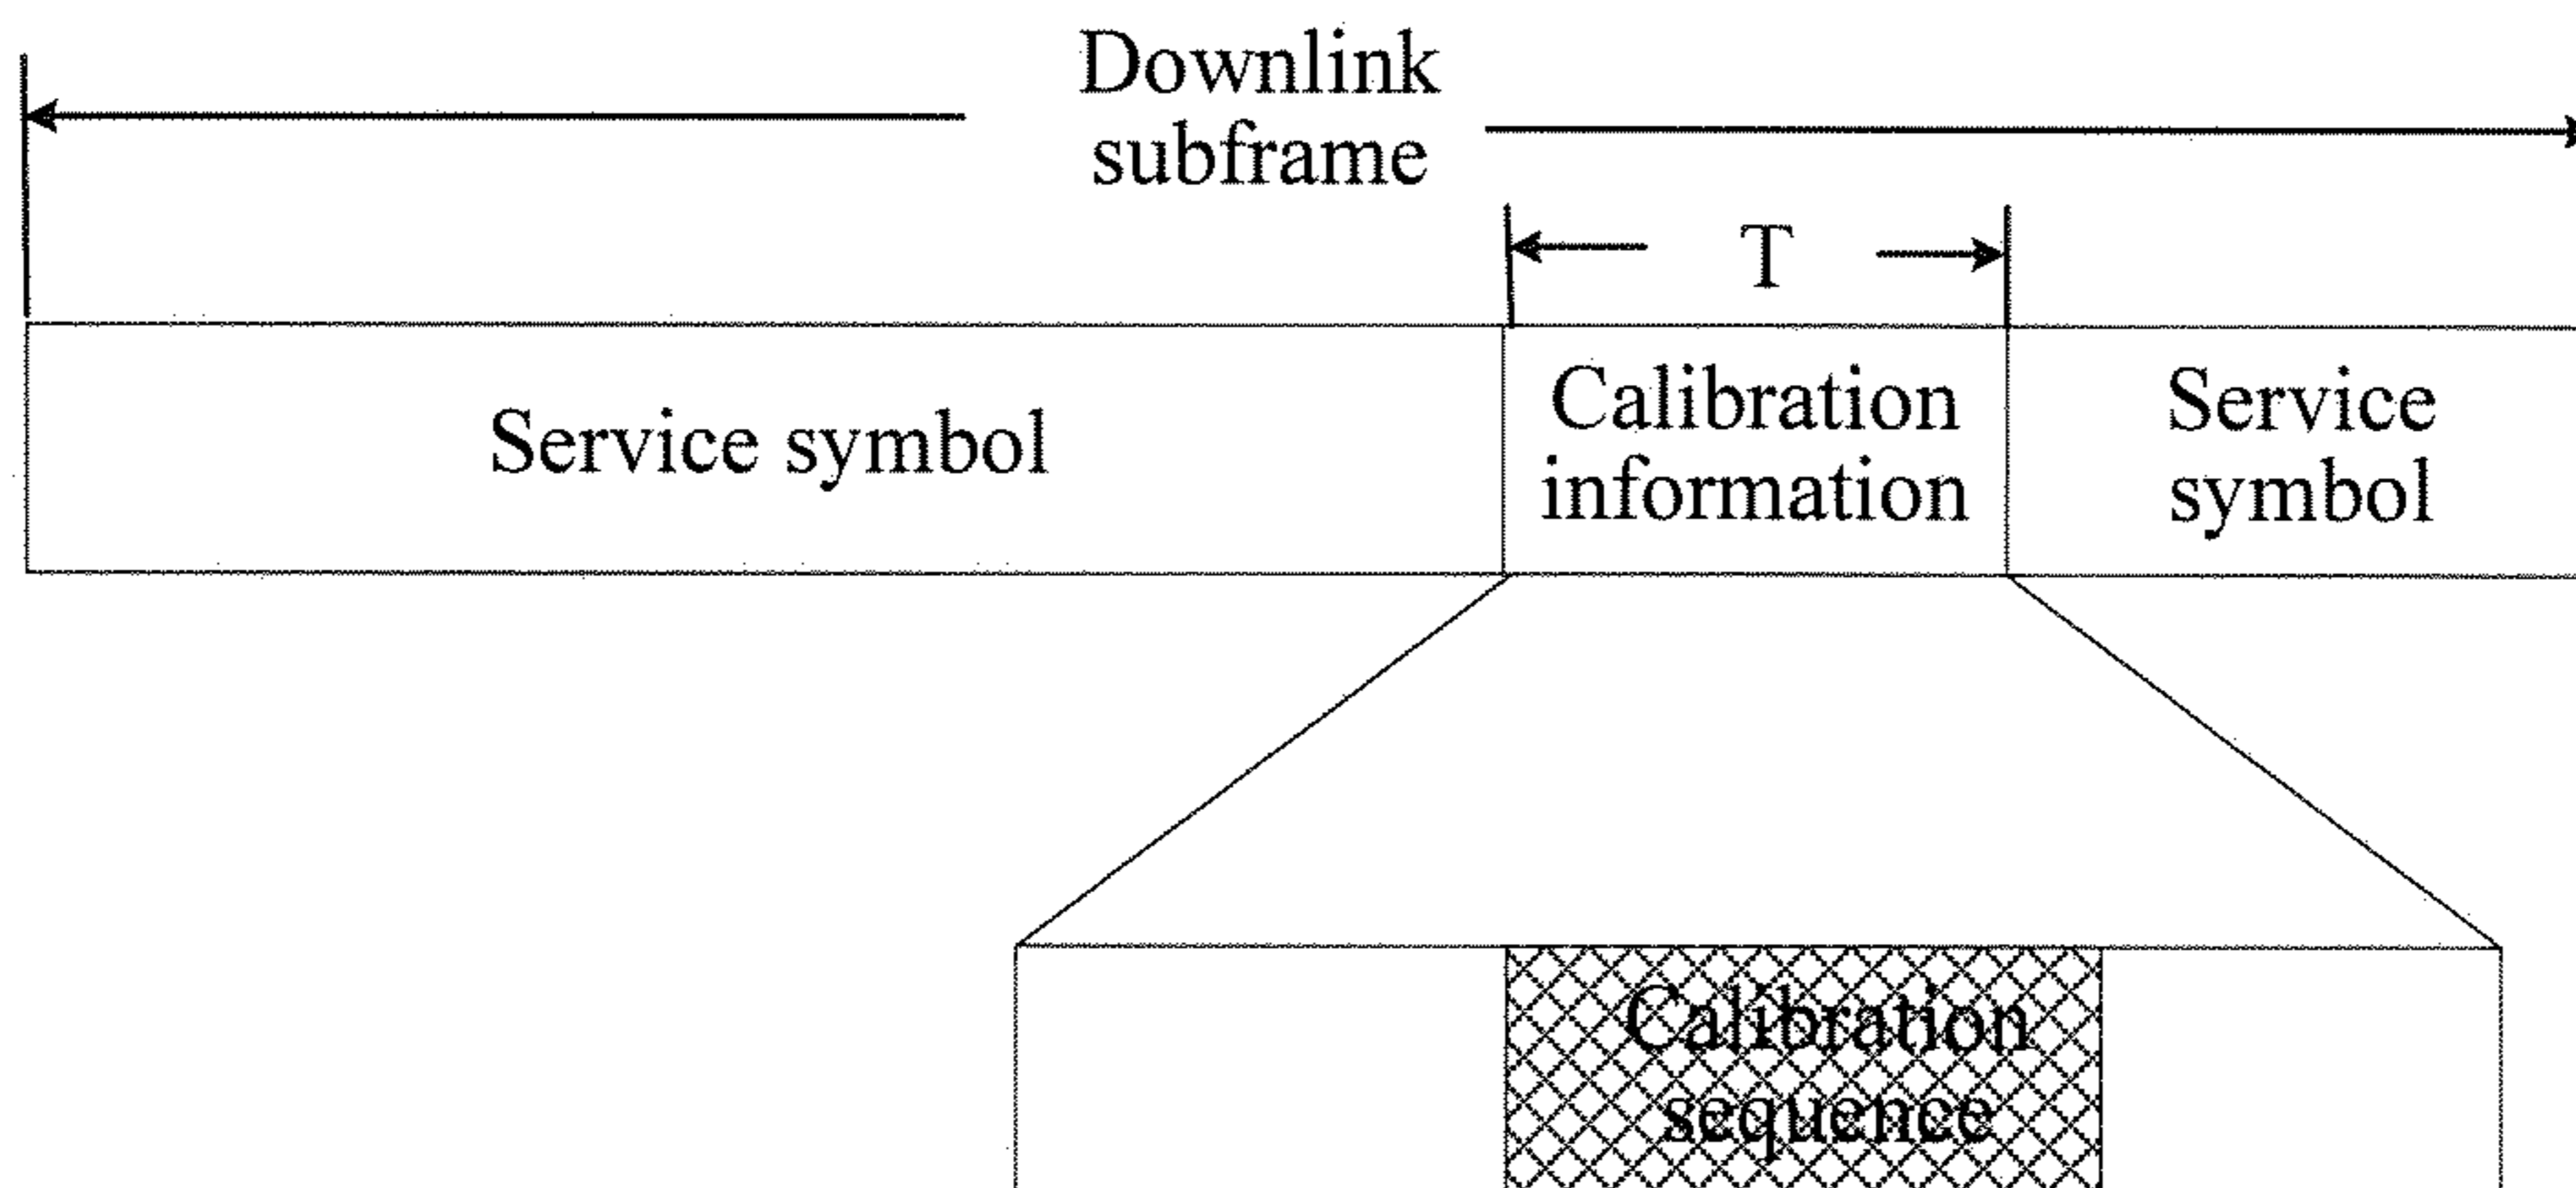 Downlink
subframe
T
Service symbol
Calibration
information
Service
symbol
Calibration
sequence